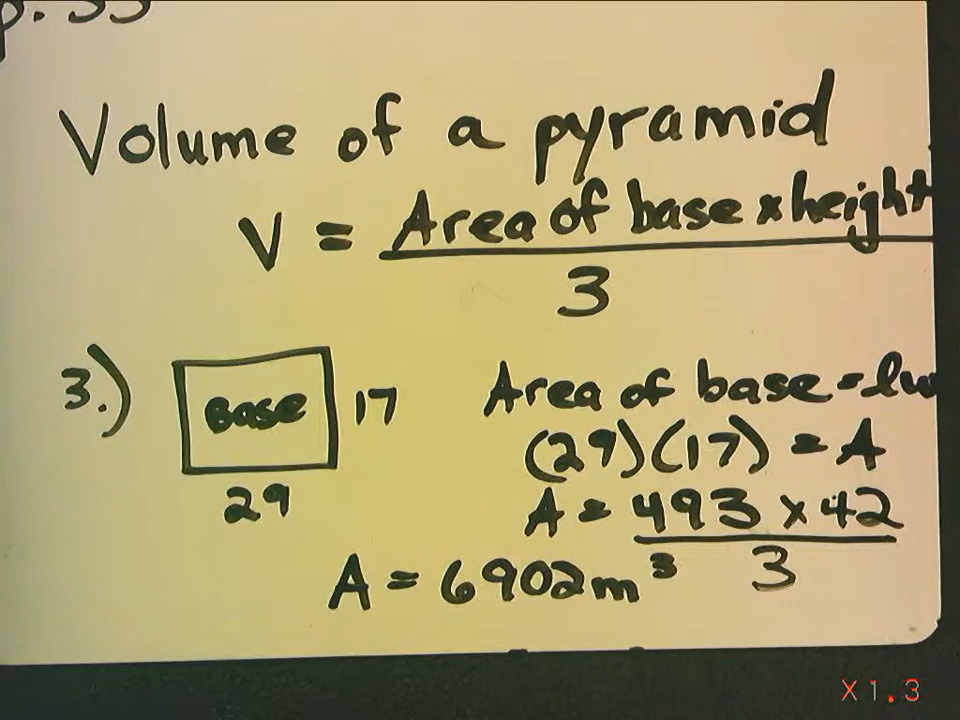 p. 33
Volume of a pyramid
V = Area of base x height
3
3.) Base 17
29
Area of base = lw
(29)(17) = A
A = 493 x 42
3
A = 6902m³
X1.3